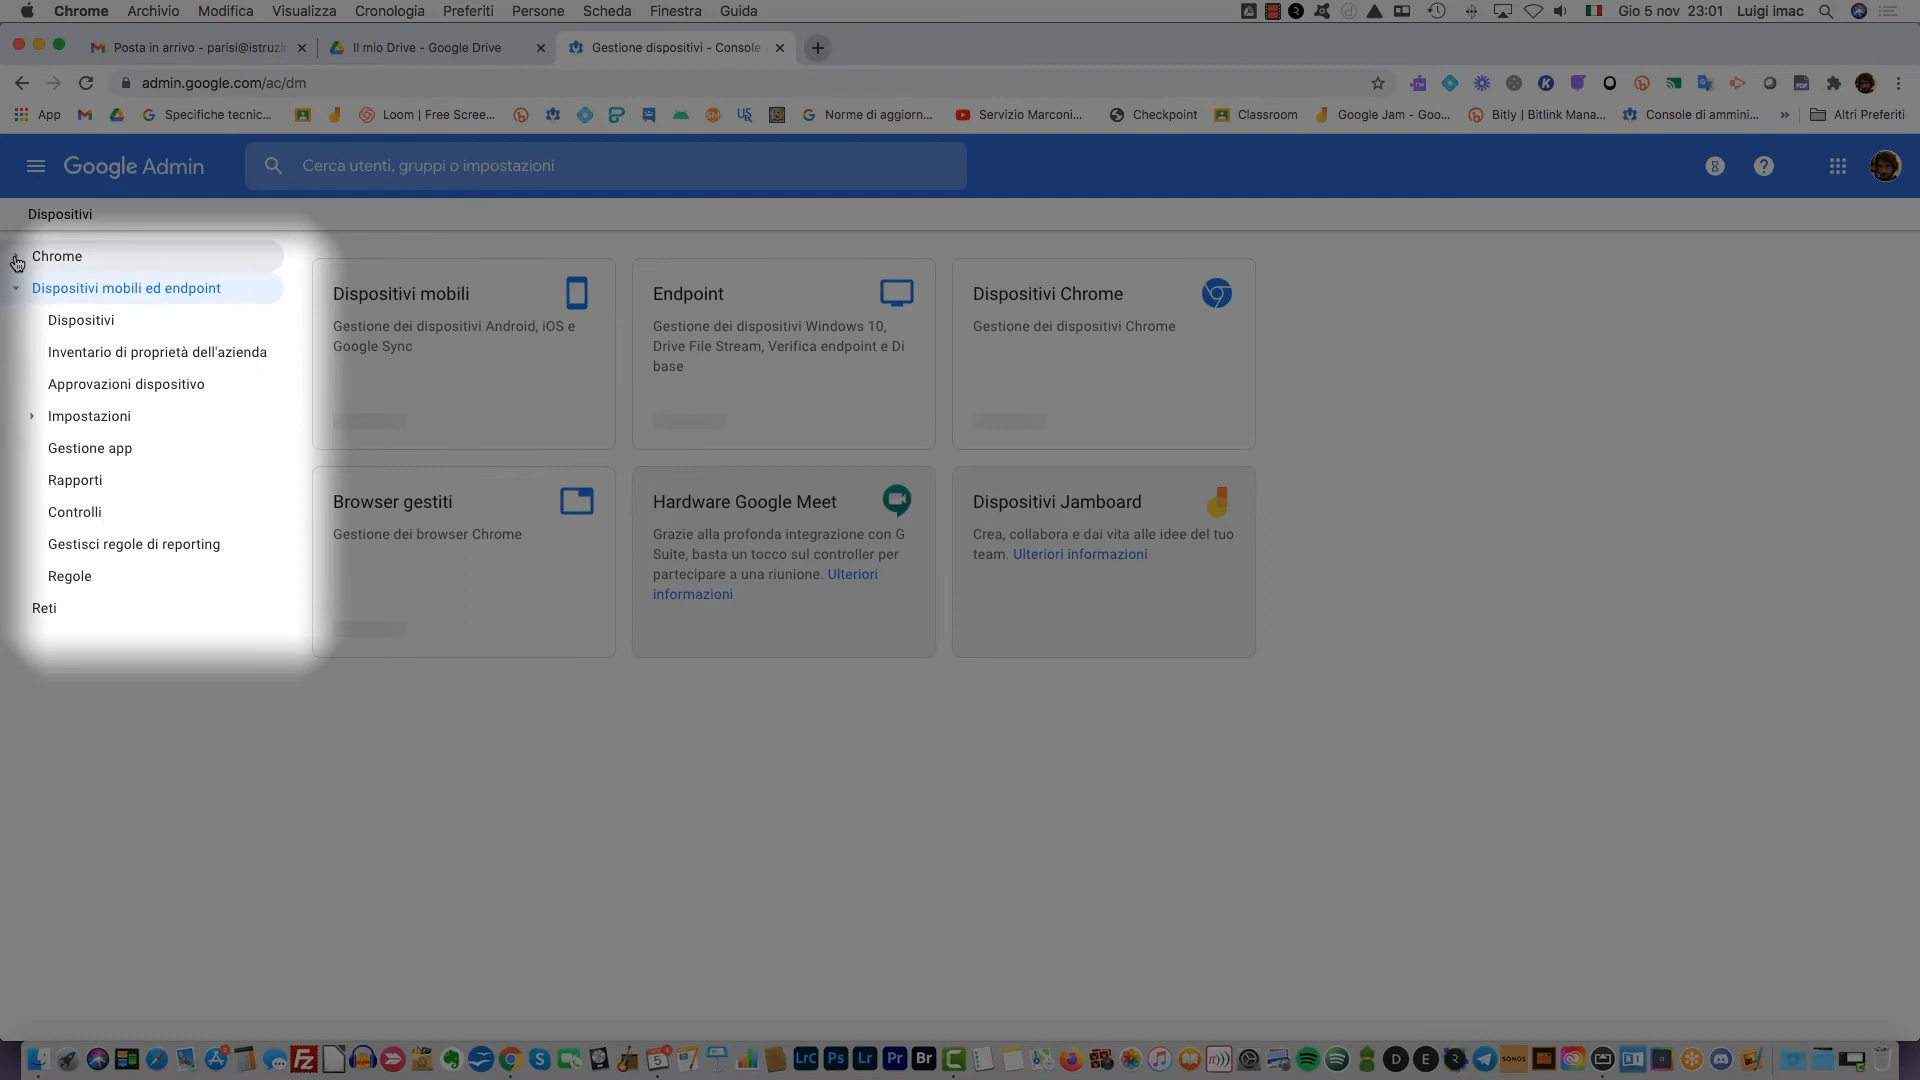 Chrome Archivio Modifica Visualizza Cronologia Preferiti Persone Scheda Finestra Guida Gio 5 nov 23:01 Luigi imac
Posta in arrivo - parisi@istruzi
Il mio Drive - Google Drive
Gestione dispositivi - Console
admin.google.com/ac/dm
App
Specifiche tecnic...
Loom | Free Scree...
Norme di aggiorn...
Servizio Marconi...
Checkpoint
Classroom
Google Jam - Goo...
Bitly | Bitlink Mana...
Console di ammini...
Altri Preferiti
Google Admin
Cerca utenti, gruppi o impostazioni
Dispositivi
Chrome
Dispositivi mobili ed endpoint
Dispositivi
Inventario di proprietà dell'azienda
Approvazioni dispositivo
Impostazioni
Gestione app
Rapporti
Controlli
Gestisci regole di reporting
Regole
Reti
Dispositivi mobili
Gestione dei dispositivi Android, iOS e
Google Sync
Endpoint
Gestione dei dispositivi Windows 10,
Drive File Stream, Verifica endpoint e Di
base
Dispositivi Chrome
Gestione dei dispositivi Chrome
Browser gestiti
Gestione dei browser Chrome
Hardware Google Meet
Grazie alla profonda integrazione con G
Suite, basta un tocco sul controller per
partecipare a una riunione. Ulteriori
informazioni
Dispositivi Jamboard
Crea, collabora e dai vita alle idee del tuo
team. Ulteriori informazioni
LrC Ps Lr Pr Br
SONOS